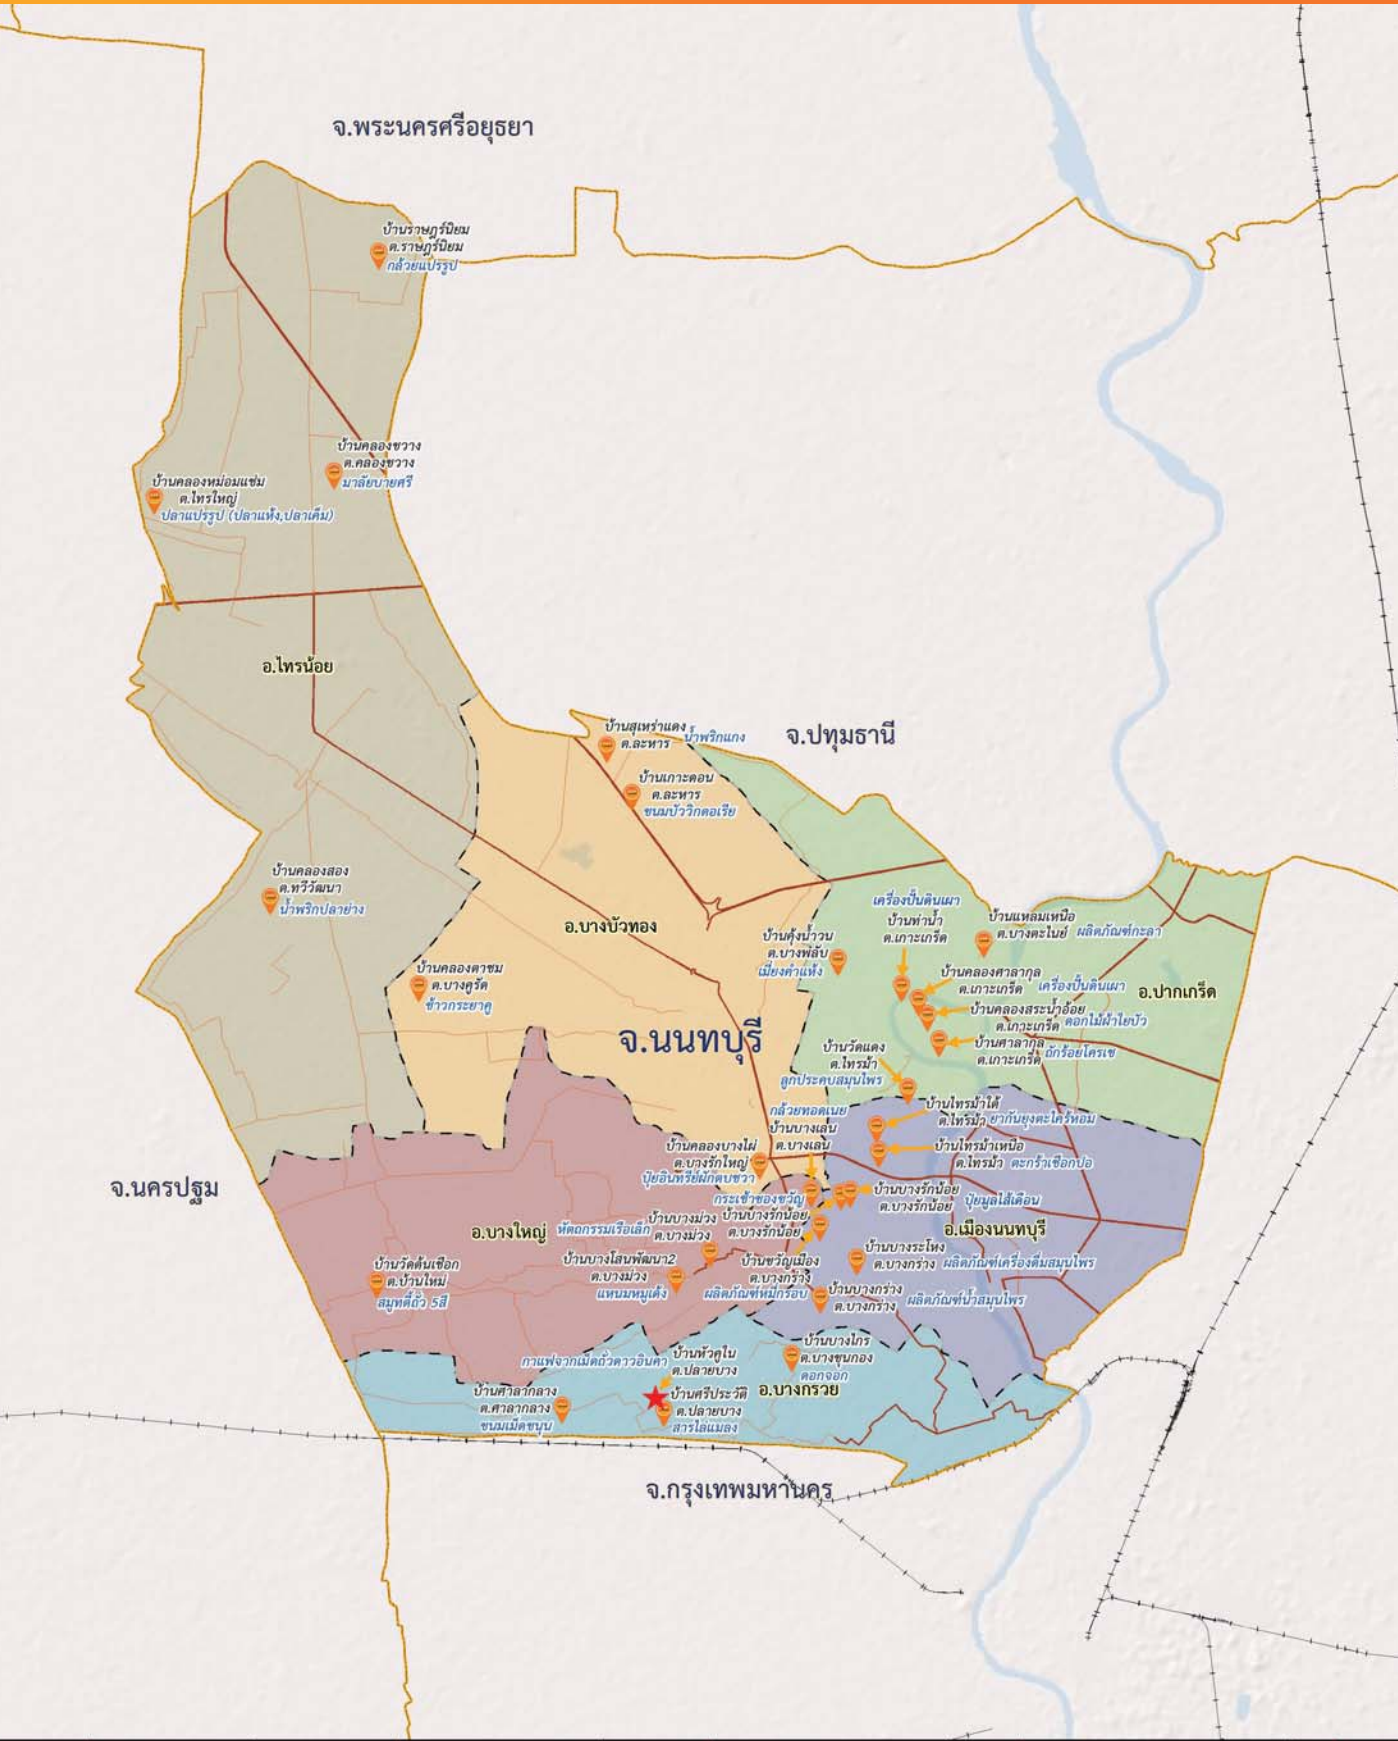 จ.พระนครศรีอยุธยา
บ้านราษฎร์นิยม
ต.ราษฎร์นิยม
กล้วยแปรรูป
บ้านคลองขวาง
ต.คลองขวาง
มาลัยบายศรี
บ้านคลองหม่อมแช่ม
ต.ไทรใหญ่
ปลาแปรรูป (ปลาแห้ง,ปลาเค็ม)
อ.ไทรน้อย
บ้านสุเหร่าแดง
ต.ละหาร
น้ำพริกแกง
จ.ปทุมธานี
บ้านเกาะดอน
ต.ละหาร
ขนมบัววิกตอเรีย
บ้านคลองสอง
ต.ทวีวัฒนา
น้ำพริกปลาย่าง
อ.บางบัวทอง
เครื่องปั้นดินเผา
บ้านท่าน้ำ
ต.เกาะเกร็ด
บ้านแหลมเหนือ
ต.บางตะไนย์
ผลิตภัณฑ์กะลา
บ้านคุ้งน้ำวน
ต.บางพลับ
เมี่ยงคำแห้ง
บ้านคลองตาชม
ต.บางคูรัด
ข้าวกระยาคู
บ้านคลองศาลากุล
ต.เกาะเกร็ด
เครื่องปั้นดินเผา
อ.ปากเกร็ด
บ้านคลองสระน้ำอ้อย
ต.เกาะเกร็ด
ดอกไม้ผ้าใยบัว
จ.นนทบุรี
บ้านศาลากุล
ต.เกาะเกร็ด
ถักร้อยโครเช
บ้านวัดแดง
ต.ไทรม้า
ลูกประคบสมุนไพร
กล้วยทอดเนย
บ้านบางเลน
ต.บางเลน
บ้านไทรม้าใต้
ต.ไทรม้า
ยากันยุงตะไคร้หอม
บ้านไทรม้าเหนือ
ต.ไทรม้า
ตะกร้าเชือกปอ
บ้านคลองบางไผ่
ต.บางรักใหญ่
ปุ๋ยอินทรีย์ผักตบชวา
จ.นครปฐม
กระเช้าของขวัญ
บ้านบางรักน้อย
ต.บางรักน้อย
บ้านบางรักน้อย
ต.บางรักน้อย
ปุ๋ยมูลไส้เดือน
อ.เมืองนนทบุรี
อ.บางใหญ่
หัตถกรรมเรือเล็ก
บ้านบางม่วง
ต.บางม่วง
บ้านวัดต้นเชือก
ต.บ้านใหม่
สมูทตี้ถั่ว 5สี
บ้านบางโสนพัฒนา2
ต.บางม่วง
แหนมหมูเด้ง
บ้านขวัญเมือง
ต.บางกร่าง
ผลิตภัณฑ์หมี่กรอบ
บ้านบางระโหง
ต.บางกร่าง
ผลิตภัณฑ์เครื่องดื่มสมุนไพร
บ้านบางกร่าง
ต.บางกร่าง
ผลิตภัณฑ์น้ำสมุนไพร
บ้านบางไกร
ต.บางขุนกอง
ดอกจอก
กาแฟจากเมล็ดถั่วดาวอินคา
บ้านหัวคูใน
ต.ปลายบาง
อ.บางกรวย
บ้านศาลากลาง
ต.ศาลากลาง
ขนมเม็ดขนุน
บ้านศรีประวัติ
ต.ปลายบาง
สารไล่แมลง
จ.กรุงเทพมหานคร